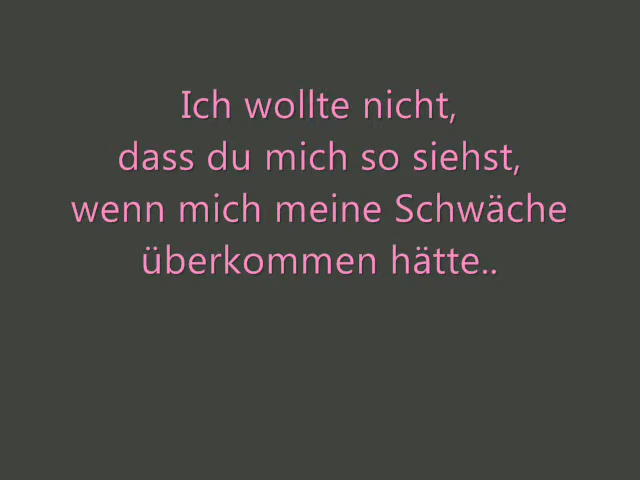 Ich wollte nicht,
dass du mich so siehst,
wenn mich meine Schwäche
überkommen hätte..